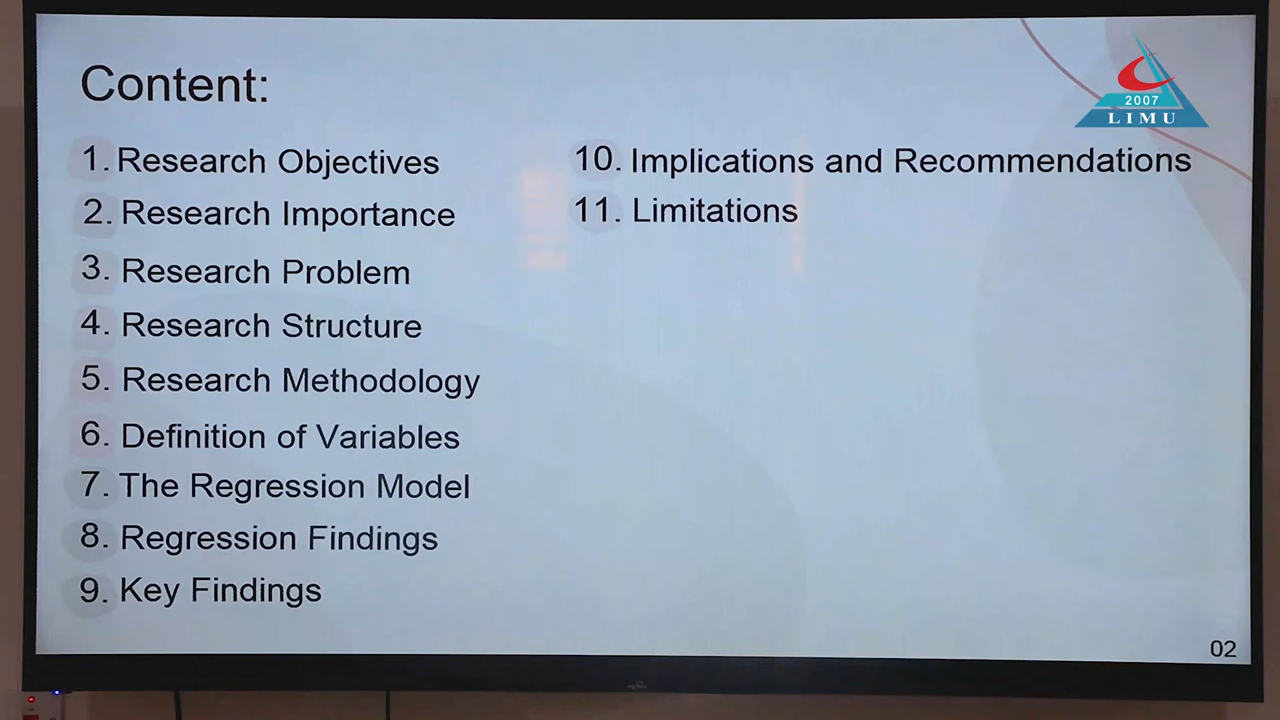 Content:
1. Research Objectives
2. Research Importance
3. Research Problem
4. Research Structure
5. Research Methodology
6. Definition of Variables
7. The Regression Model
8. Regression Findings
9. Key Findings
10. Implications and Recommendations
11. Limitations
2007
LIMU
02